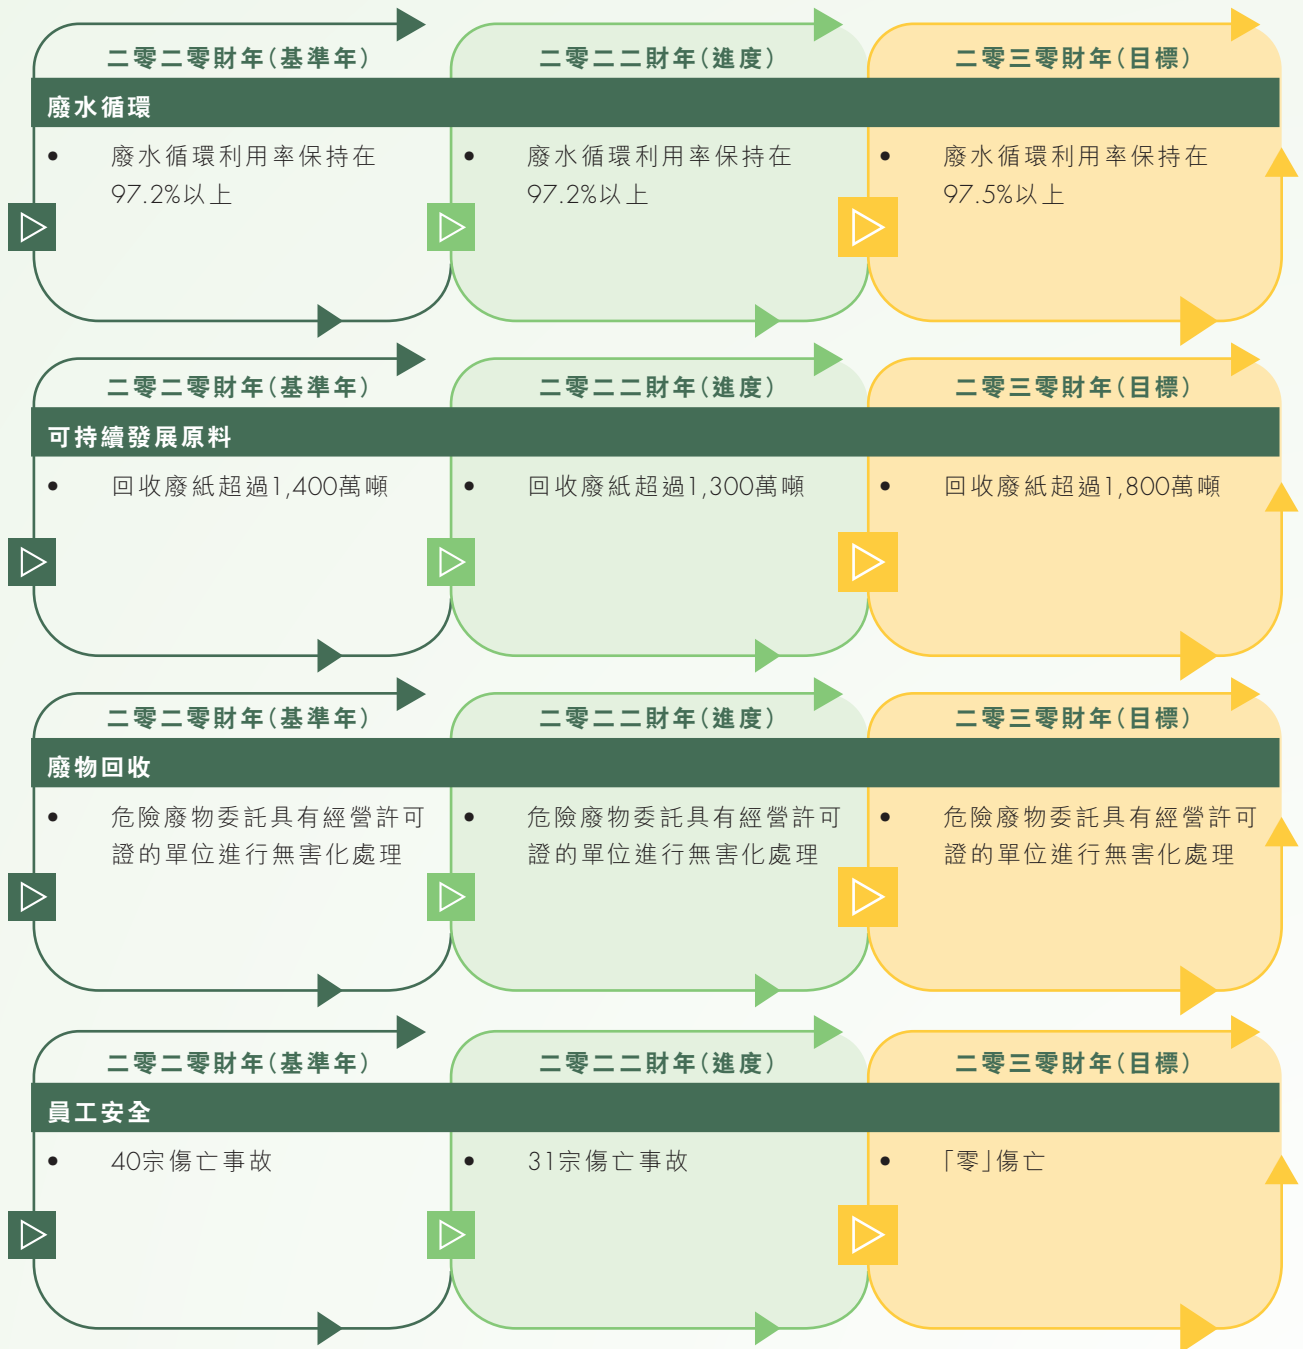 二零二零財年(基準年)
二零二二財年(進度)
二零三零財年(目標)
廢水循環
• 廢水循環利用率保持在
97.2%以上
• 廢水循環利用率保持在
97.2%以上
• 廢水循環利用率保持在
97.5%以上
二零二零財年(基準年)
二零二二財年(進度)
二零三零財年(目標)
可持續發展原料
• 回收廢紙超過1,400萬噸
• 回收廢紙超過1,300萬噸
• 回收廢紙超過1,800萬噸
二零二零財年(基準年)
二零二二財年(進度)
二零三零財年(目標)
廢物回收
• 危險廢物委託具有經營許可
證的單位進行無害化處理
• 危險廢物委託具有經營許可
證的單位進行無害化處理
• 危險廢物委託具有經營許可
證的單位進行無害化處理
二零二零財年(基準年)
二零二二財年(進度)
二零三零財年(目標)
員工安全
• 40宗傷亡事故
• 31宗傷亡事故
• 「零」傷亡